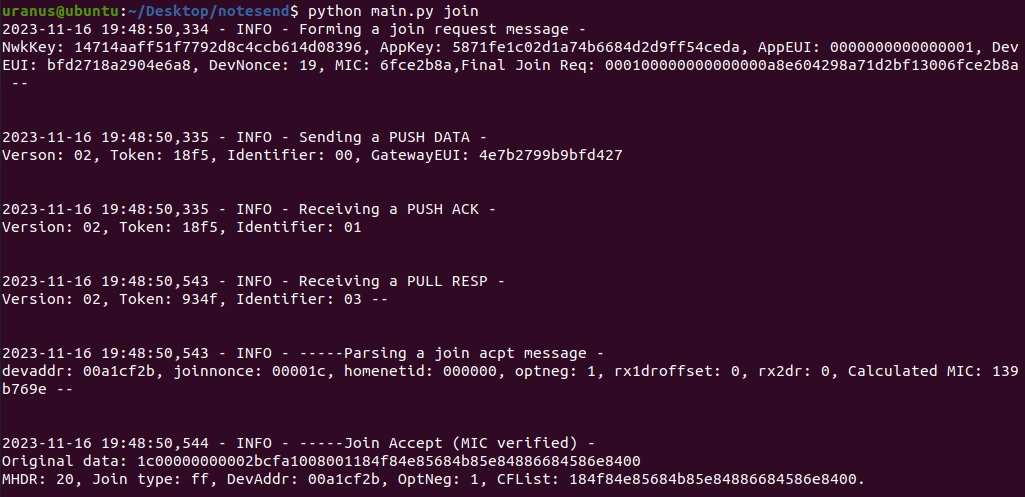 uranus@ubuntu:~/Desktop/notesend$ python main.py join
2023-11-16 19:48:50,334 - INFO - Forming a join request message -
NwkKey: 14714aaff51f7792d8c4ccb614d08396, AppKey: 5871fe1c02d1a74b6684d2d9ff54ceda, AppEUI: 0000000000000001, Dev
EUI: bfd2718a2904e6a8, DevNonce: 19, MIC: 6fce2b8a,Final Join Req: 000100000000000000a8e604298a71d2bf13006fce2b8a
--
2023-11-16 19:48:50,335 - INFO - Sending a PUSH DATA -
Verson: 02, Token: 18f5, Identifier: 00, GatewayEUI: 4e7b2799b9bfd427
2023-11-16 19:48:50,335 - INFO - Receiving a PUSH ACK -
Version: 02, Token: 18f5, Identifier: 01
2023-11-16 19:48:50,543 - INFO - Receiving a PULL RESP -
Version: 02, Token: 934f, Identifier: 03 --
2023-11-16 19:48:50,543 - INFO - -----Parsing a join acpt message -
devaddr: 00a1cf2b, joinnonce: 00001c, homenetid: 000000, optneg: 1, rx1droffset: 0, rx2dr: 0, Calculated MIC: 139
b769e --
2023-11-16 19:48:50,544 - INFO - -----Join Accept (MIC verified) -
Original data: 1c00000000002bcfa1008001184f84e85684b85e84886684586e8400
MHDR: 20, Join type: ff, DevAddr: 00a1cf2b, OptNeg: 1, CFList: 184f84e85684b85e84886684586e8400.